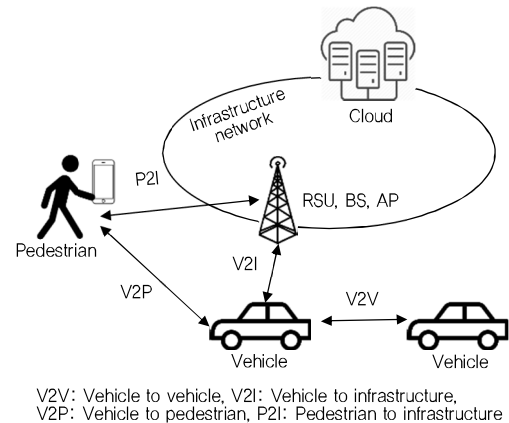 Infrastructure
network
Cloud
P2I
RSU, BS, AP
Pedestrian
V2I
V2P
V2V
Vehicle
Vehicle
V2V: Vehicle to vehicle, V2I: Vehicle to infrastructure,
V2P: Vehicle to pedestrian, P2I: Pedestrian to infrastructure